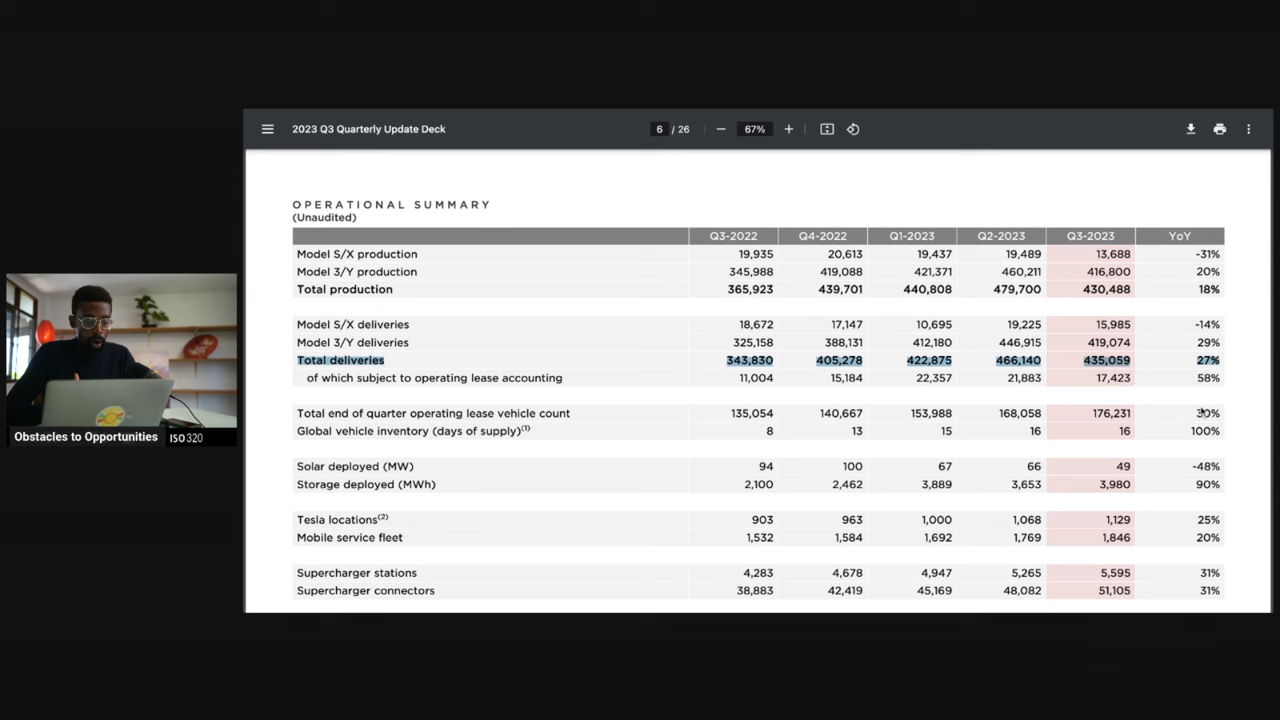 2023 Q3 Quarterly Update Deck 6 / 26 67%
OPERATIONAL SUMMARY
(Unaudited)
Q3-2022 Q4-2022 Q1-2023 Q2-2023 Q3-2023 YoY
Model S/X production 19,935 20,613 19,437 19,489 13,688 -31%
Model 3/Y production 345,988 419,088 421,371 460,211 416,800 20%
Total production 365,923 439,701 440,808 479,700 430,488 18%
Model S/X deliveries 18,672 17,147 10,695 19,225 15,985 -14%
Model 3/Y deliveries 325,158 388,131 412,180 446,915 419,074 29%
Total deliveries 343,830 405,278 422,875 466,140 435,059 27%
of which subject to operating lease accounting 11,004 15,184 22,357 21,883 17,423 58%
Total end of quarter operating lease vehicle count 135,054 140,667 153,988 168,058 176,231
Global vehicle inventory (days of supply)(1) 8 13 15 16 16 100%
Solar deployed (MW) 94 100 67 66 49 -48%
Storage deployed (MWh) 2,100 2,462 3,889 3,653 3,980 90%
Tesla locations(2) 903 963 1,000 1,068 1,129 25%
Mobile service fleet 1,532 1,584 1,692 1,769 1,846 20%
Supercharger stations 4,283 4,678 4,947 5,265 5,595 31%
Supercharger connectors 38,883 42,419 45,169 48,082 51,105 31%
Obstacles to Opportunities ISO 320